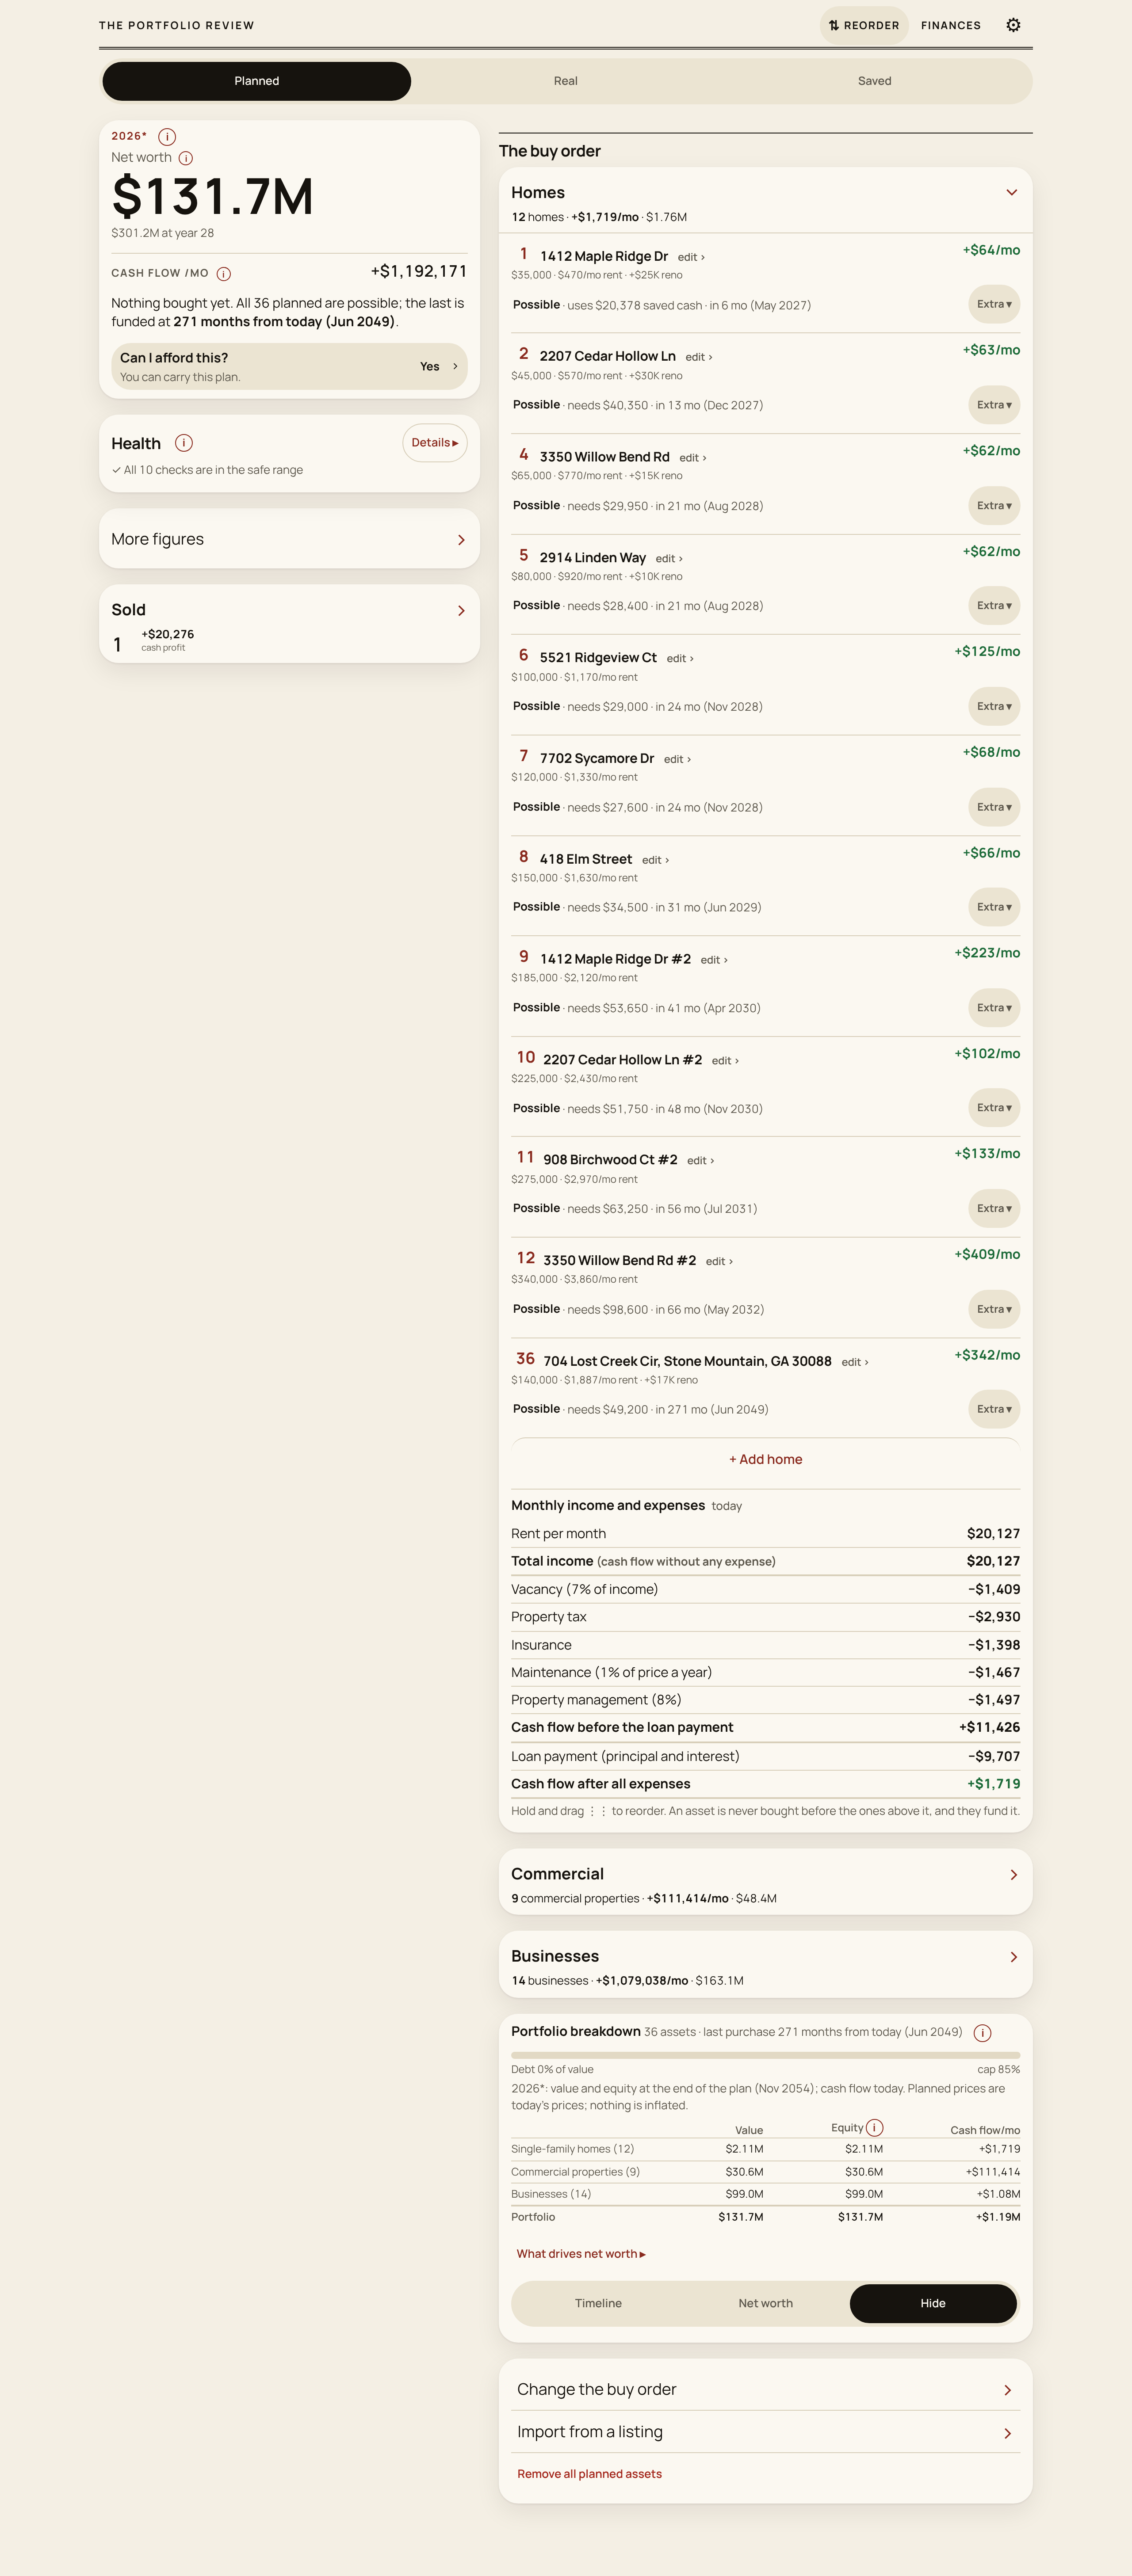 THE PORTFOLIO REVIEW
⇅ REORDER
FINANCES
Planned
Real
Saved
2026*
Net worth
$131.7M
$301.2M at year 28
CASH FLOW /MO
+$1,192,171
Nothing bought yet. All 36 planned are possible; the last is
funded at 271 months from today (Jun 2049).
Can I afford this?
You can carry this plan.
Yes ›
Health
Details ▸
✓ All 10 checks are in the safe range
More figures
Sold
1
+$20,276
cash profit
The buy order
Homes
12 homes · +$1,719/mo · $1.76M
1 1412 Maple Ridge Dr edit ›
+$64/mo
$35,000 · $470/mo rent · +$25K reno
Possible · uses $20,378 saved cash · in 6 mo (May 2027)
Extra ▾
2 2207 Cedar Hollow Ln edit ›
+$63/mo
$45,000 · $570/mo rent · +$30K reno
Possible · needs $40,350 · in 13 mo (Dec 2027)
Extra ▾
4 3350 Willow Bend Rd edit ›
+$62/mo
$65,000 · $770/mo rent · +$15K reno
Possible · needs $29,950 · in 21 mo (Aug 2028)
Extra ▾
5 2914 Linden Way edit ›
+$62/mo
$80,000 · $920/mo rent · +$10K reno
Possible · needs $28,400 · in 21 mo (Aug 2028)
Extra ▾
6 5521 Ridgeview Ct edit ›
+$125/mo
$100,000 · $1,170/mo rent
Possible · needs $29,000 · in 24 mo (Nov 2028)
Extra ▾
7 7702 Sycamore Dr edit ›
+$68/mo
$120,000 · $1,330/mo rent
Possible · needs $27,600 · in 24 mo (Nov 2028)
Extra ▾
8 418 Elm Street edit ›
+$66/mo
$150,000 · $1,630/mo rent
Possible · needs $34,500 · in 31 mo (Jun 2029)
Extra ▾
9 1412 Maple Ridge Dr #2 edit ›
+$223/mo
$185,000 · $2,120/mo rent
Possible · needs $53,650 · in 41 mo (Apr 2030)
Extra ▾
10 2207 Cedar Hollow Ln #2 edit ›
+$102/mo
$225,000 · $2,430/mo rent
Possible · needs $51,750 · in 48 mo (Nov 2030)
Extra ▾
11 908 Birchwood Ct #2 edit ›
+$133/mo
$275,000 · $2,970/mo rent
Possible · needs $63,250 · in 56 mo (Jul 2031)
Extra ▾
12 3350 Willow Bend Rd #2 edit ›
+$409/mo
$340,000 · $3,860/mo rent
Possible · needs $98,600 · in 66 mo (May 2032)
Extra ▾
36 704 Lost Creek Cir, Stone Mountain, GA 30088 edit ›
+$342/mo
$140,000 · $1,887/mo rent · +$17K reno
Possible · needs $49,200 · in 271 mo (Jun 2049)
Extra ▾
+ Add home
Monthly income and expenses today
Rent per month $20,127
Total income (cash flow without any expense) $20,127
Vacancy (7% of income) −$1,409
Property tax −$2,930
Insurance −$1,398
Maintenance (1% of price a year) −$1,467
Property management (8%) −$1,497
Cash flow before the loan payment +$11,426
Loan payment (principal and interest) −$9,707
Cash flow after all expenses +$1,719
Hold and drag ⋮⋮ to reorder. An asset is never bought before the ones above it, and they fund it.
Commercial
9 commercial properties · +$111,414/mo · $48.4M
Businesses
14 businesses · +$1,079,038/mo · $163.1M
Portfolio breakdown 36 assets · last purchase 271 months from today (Jun 2049)
Debt 0% of value
cap 85%
2026*: value and equity at the end of the plan (Nov 2054); cash flow today. Planned prices are
today's prices; nothing is inflated.
Value Equity Cash flow/mo
Single-family homes (12) $2.11M $2.11M +$1,719
Commercial properties (9) $30.6M $30.6M +$111,414
Businesses (14) $99.0M $99.0M +$1.08M
Portfolio $131.7M $131.7M +$1.19M
What drives net worth ▸
Timeline
Net worth
Hide
Change the buy order
Import from a listing
Remove all planned assets